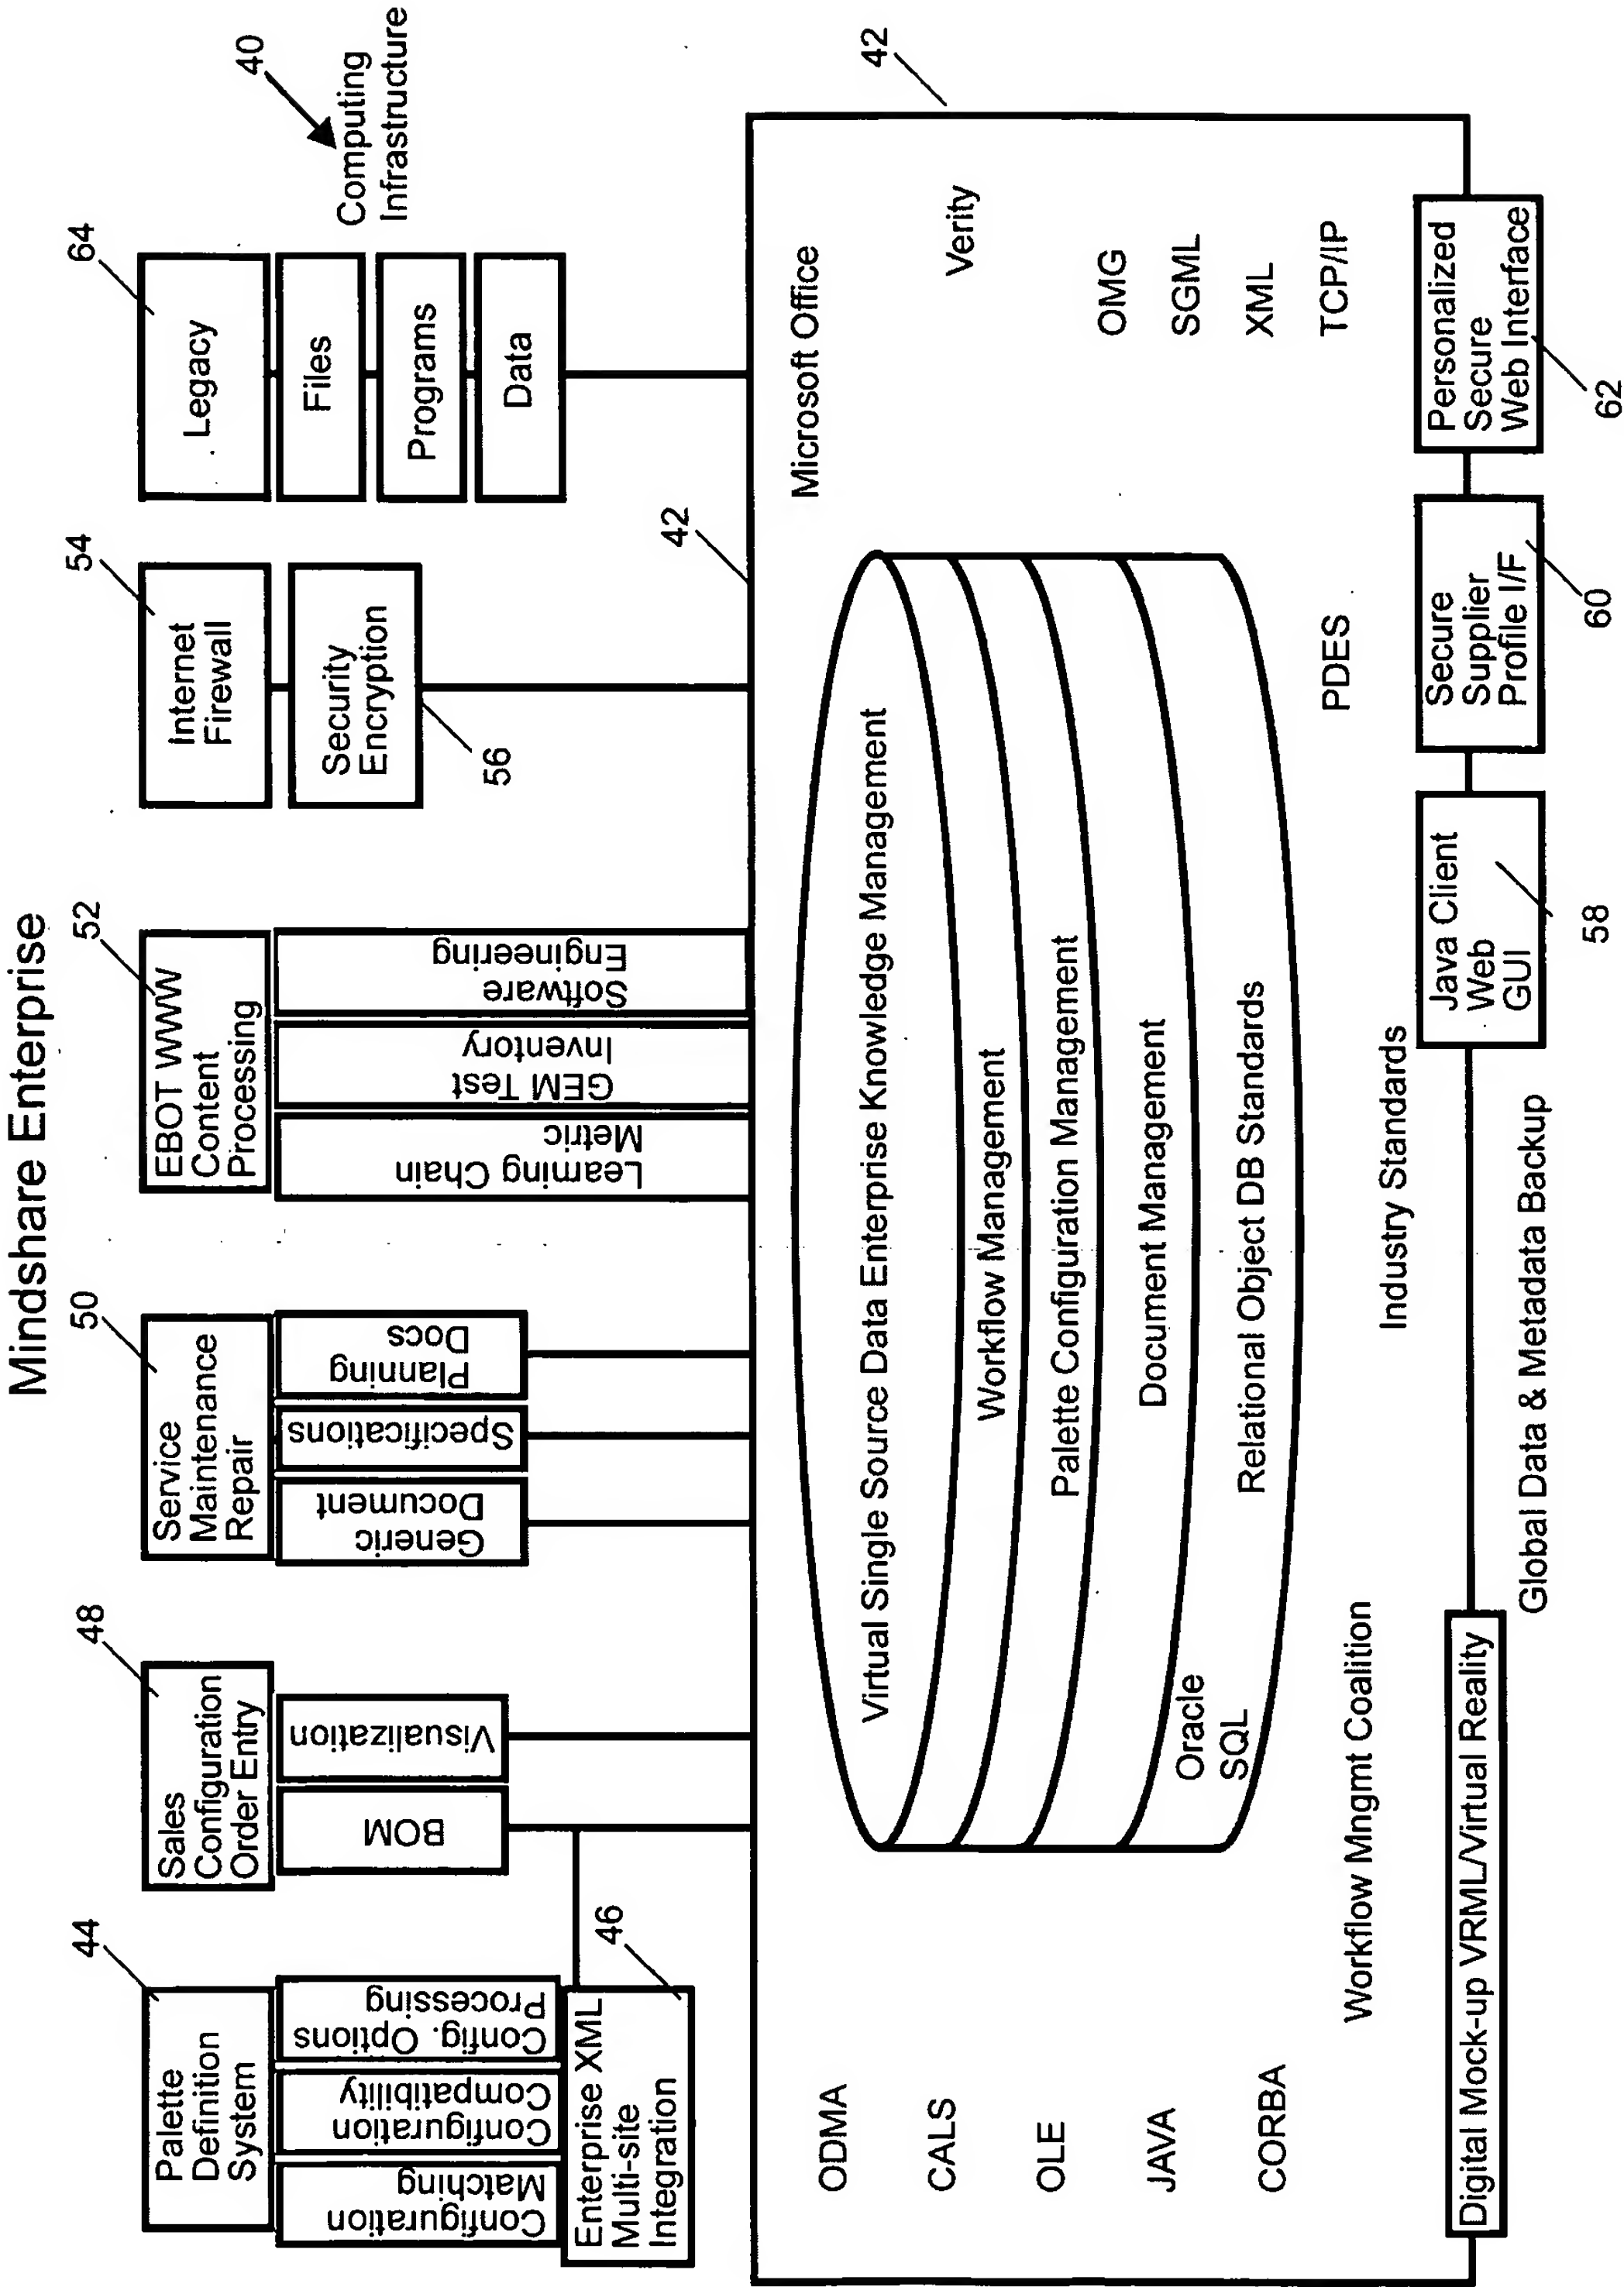 Mindshare Enterprise
40
Computing
Infrastructure
44
Palette
Definition
System
Configuration
Matching
Configuration
Compatibility
Config. Options
Processing
Enterprise XML
Multi-site
Integration
46
48
Sales
Configuration
Order Entry
BOM
Visualization
50
Service
Maintenance
Repair
Generic
Document
Specifications
Planning
Docs
52
EBOT WWW
Content
Processing
Learning Chain
Metric
GEM Test
Inventory
Software
Engineering
54
Internet
Firewall
Security
Encryption
56
64
Legacy
Files
Programs
Data
42
42
ODMA
CALS
OLE
JAVA
CORBA
Virtual Single Source Data Enterprise Knowledge Management
Workflow Management
Palette Configuration Management
Document Management
Relational Object DB Standards
Oracle
SQL
Microsoft Office
Verity
OMG
SGML
XML
TCP/IP
PDES
Workflow Mngmt Coalition
Industry Standards
Digital Mock-up VRML/Virtual Reality
Global Data & Metadata Backup
Java Client
Web
GUI
58
Secure
Supplier
Profile I/F
60
Personalized
Secure
Web Interface
62